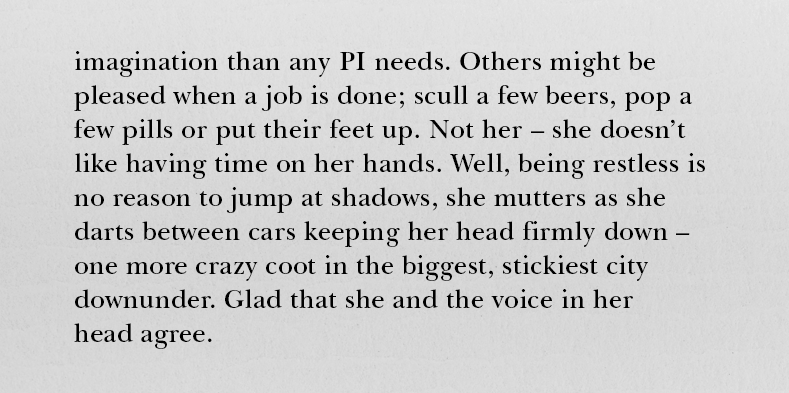 imagination than any PI needs. Others might be
pleased when a job is done; scull a few beers, pop a
few pills or put their feet up. Not her – she doesn’t
like having time on her hands. Well, being restless is
no reason to jump at shadows, she mutters as she
darts between cars keeping her head firmly down –
one more crazy coot in the biggest, stickiest city
downunder. Glad that she and the voice in her
head agree.